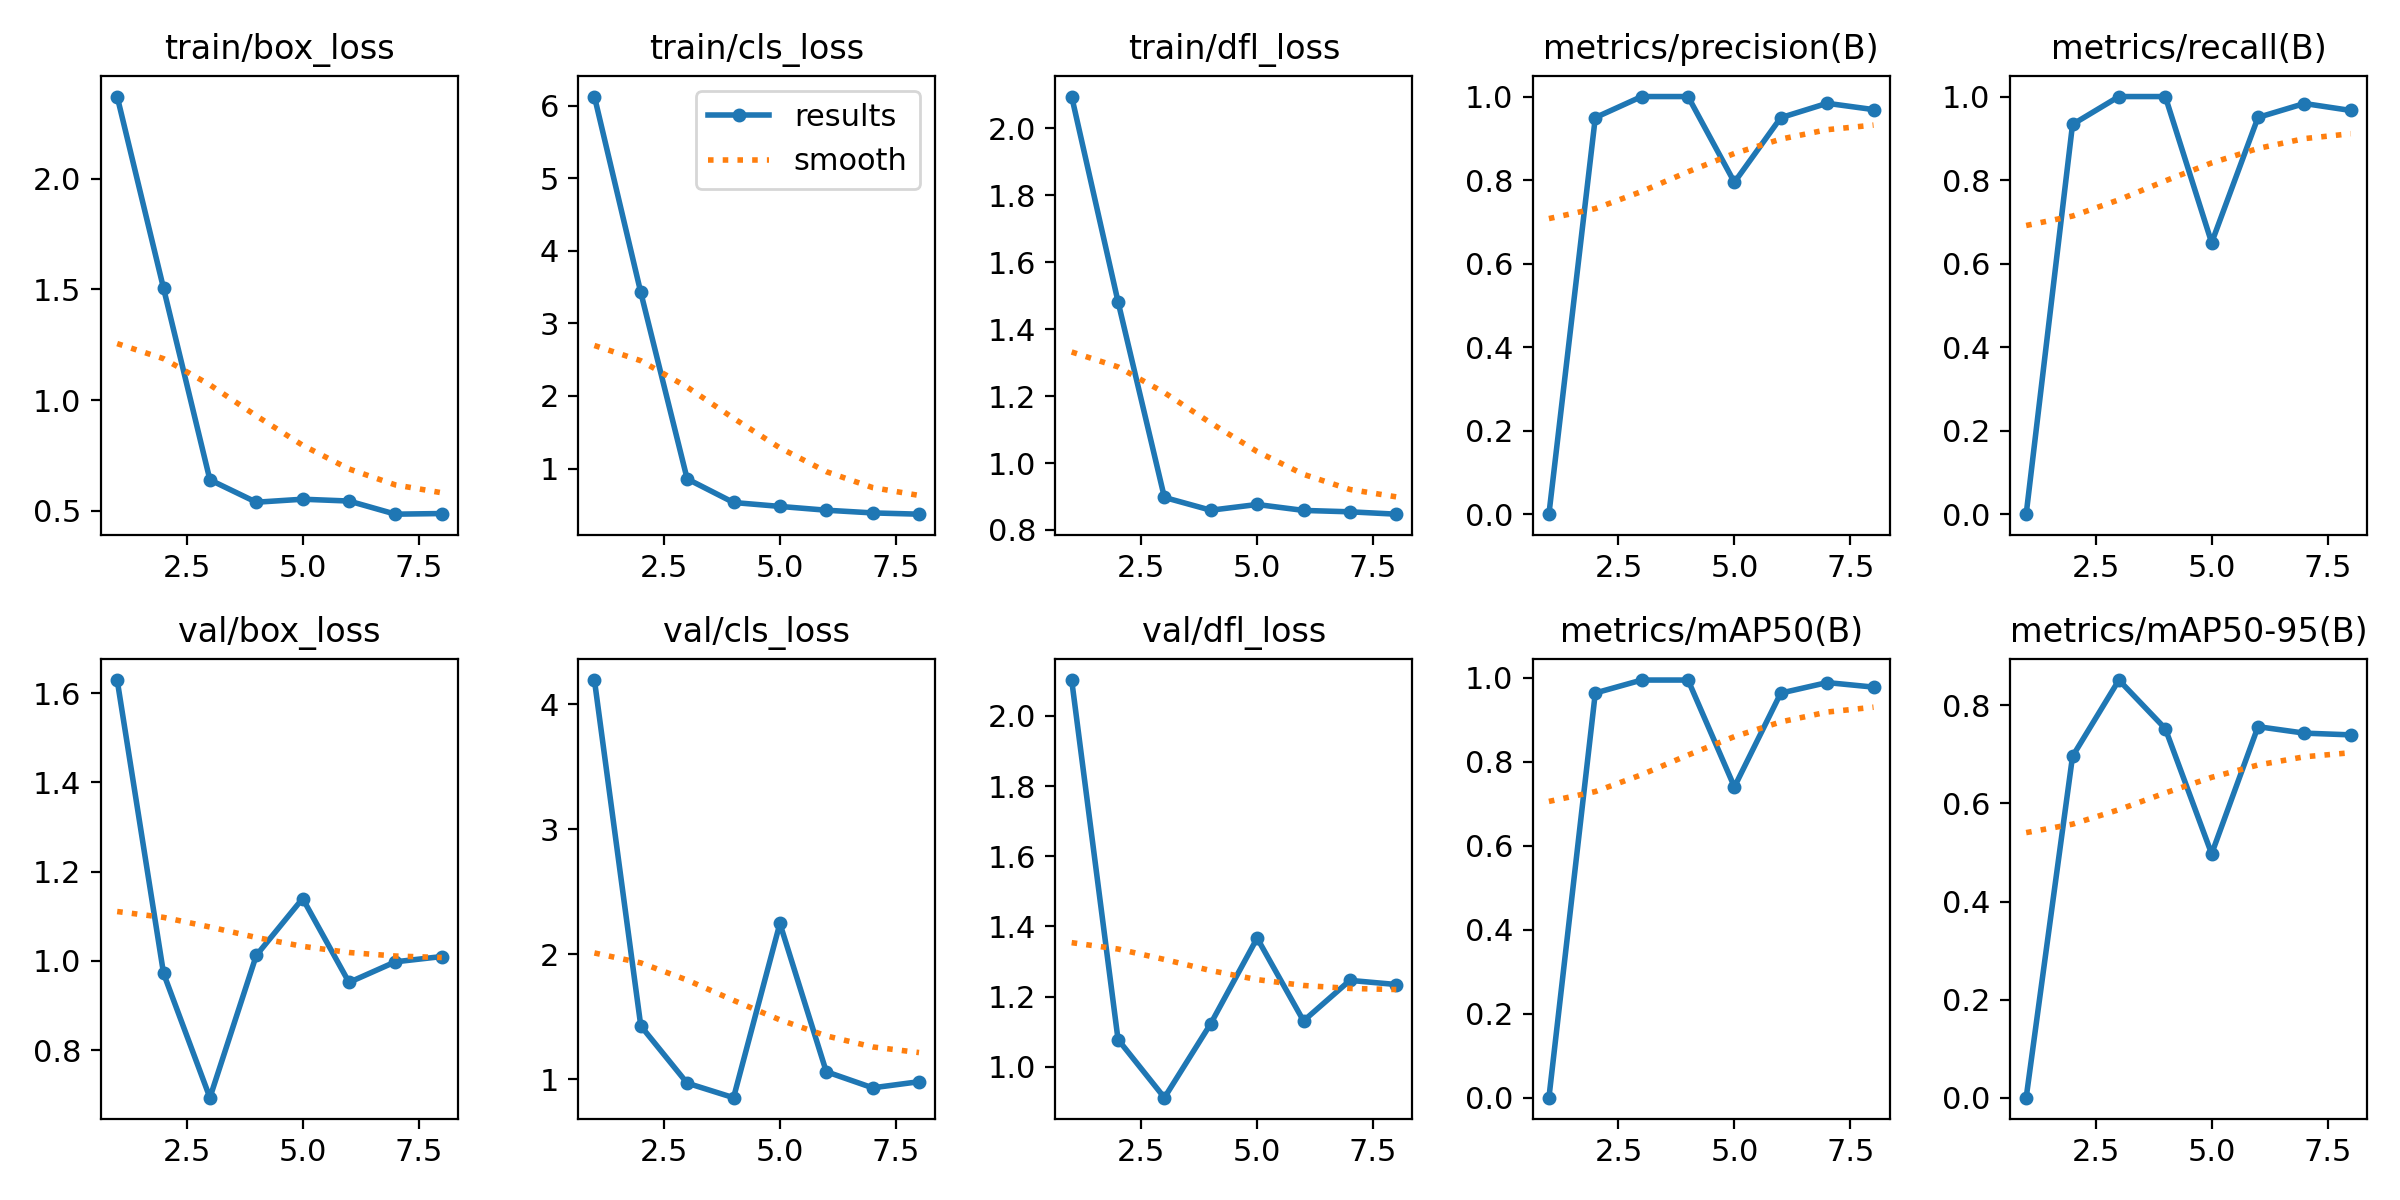 train/box_loss
train/cls_loss
train/dfl_loss
metrics/precision(B)
metrics/recall(B)
2.0
1.5
1.0
0.5
2.5 5.0 7.5
results
smooth
6
5
4
3
2
1
2.5 5.0 7.5
2.0
1.8
1.6
1.4
1.2
1.0
0.8
2.5 5.0 7.5
1.0
0.8
0.6
0.4
0.2
0.0
2.5 5.0 7.5
1.0
0.8
0.6
0.4
0.2
0.0
2.5 5.0 7.5
val/box_loss
val/cls_loss
val/dfl_loss
metrics/mAP50(B)
metrics/mAP50-95(B)
1.6
1.4
1.2
1.0
0.8
2.5 5.0 7.5
4
3
2
1
2.5 5.0 7.5
2.0
1.8
1.6
1.4
1.2
1.0
2.5 5.0 7.5
1.0
0.8
0.6
0.4
0.2
0.0
2.5 5.0 7.5
0.8
0.6
0.4
0.2
0.0
2.5 5.0 7.5